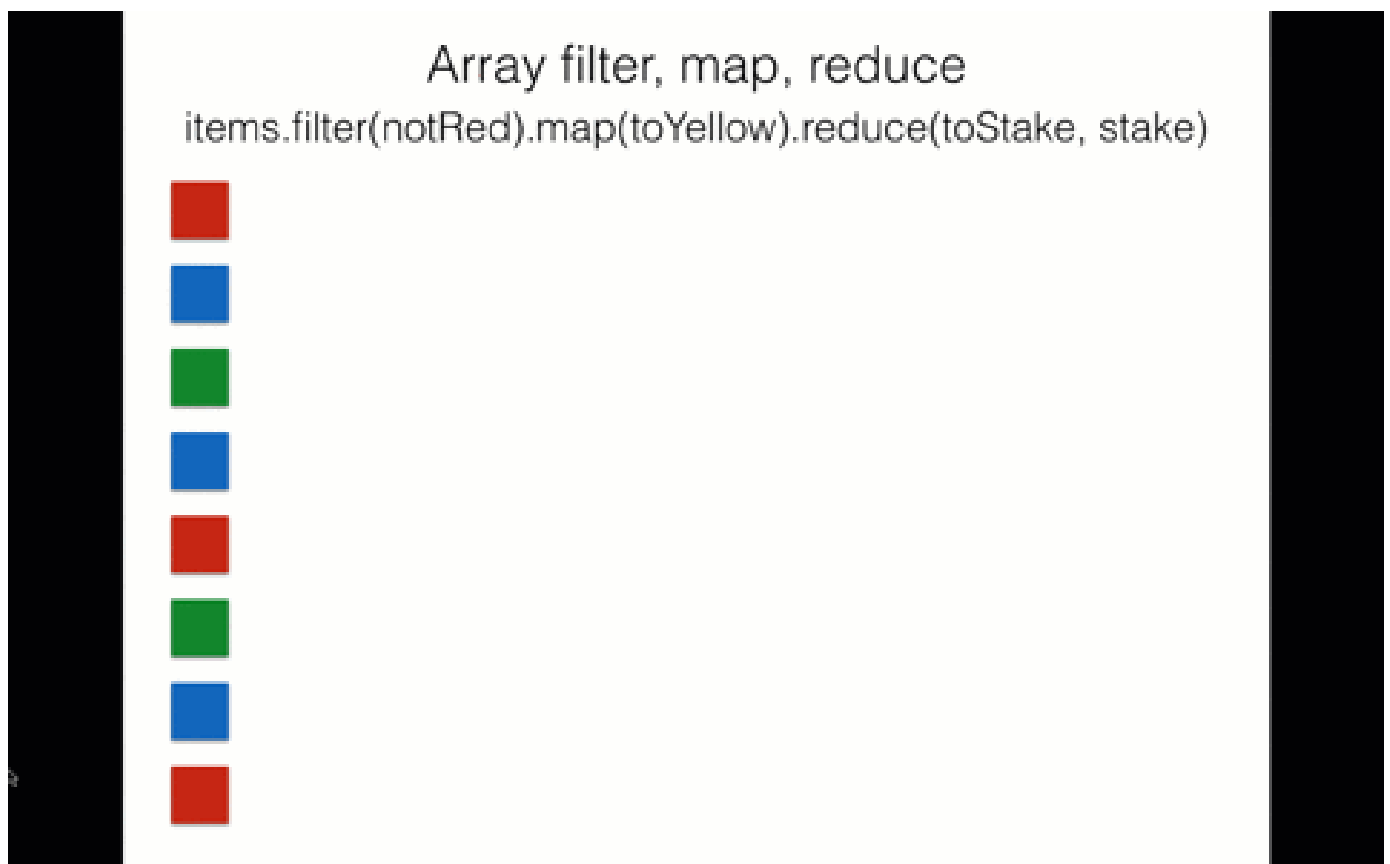 Array filter, map, reduce
items.filter(notRed).map(toYellow).reduce(toStake, stake)